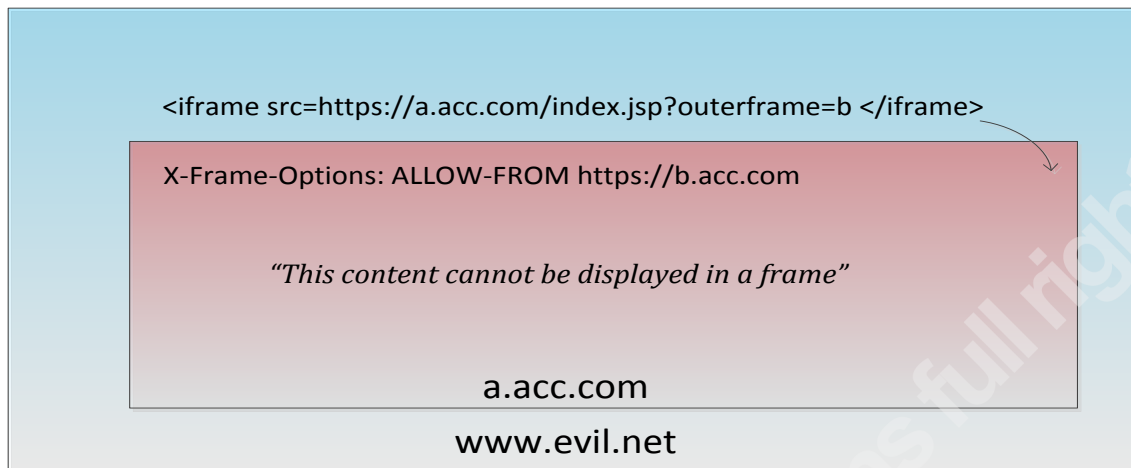 <iframe src=https://a.acc.com/index.jsp?outerframe=b </iframe>
X-Frame-Options: ALLOW-FROM https://b.acc.com
“This content cannot be displayed in a frame”
a.acc.com
www.evil.net
full